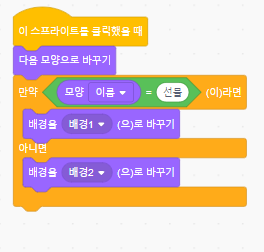 이 스프라이트를 클릭했을 때
다음 모양으로 바꾸기
만약 모양 이름 = 선물 (이)라면
배경을 배경1 (으)로 바꾸기
아니면
배경을 배경2 (으)로 바꾸기